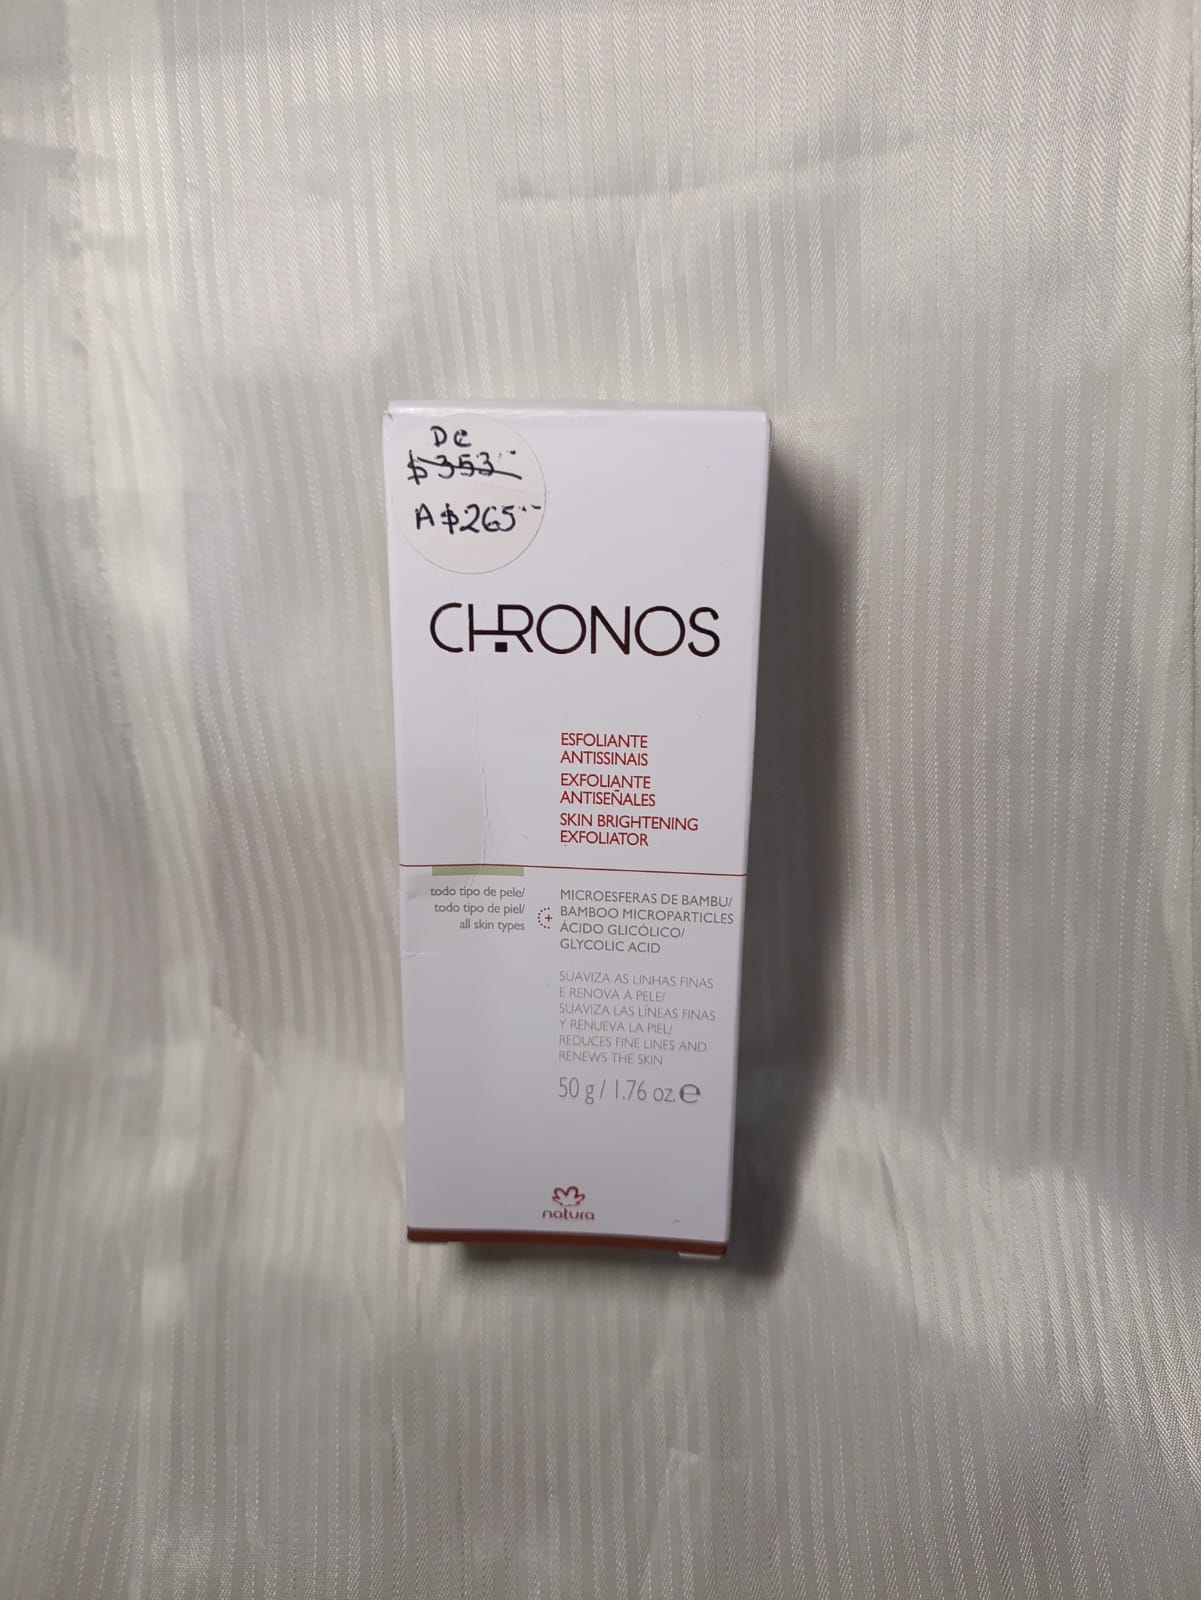 De
$353
A $265
CHRONOS
ESFOLIANTE
ANTISSINAIS
EXFOLIANTE
ANTISEÑALES
SKIN BRIGHTENING
EXFOLIATOR
todo tipo de pele/
todo tipo de piel/
all skin types
MICROESFERAS DE BAMBU/
BAMBOO MICROPARTICLES
ÁCIDO GLICÓLICO/
GLYCOLIC ACID
SUAVIZA AS LINHAS FINAS
E RENOVA A PELE/
SUAVIZA LAS LÍNEAS FINAS
Y RENUEVA LA PIEL/
REDUCES FINE LINES AND
RENEWS THE SKIN
50 g / 1.76 oz. ℮
natura